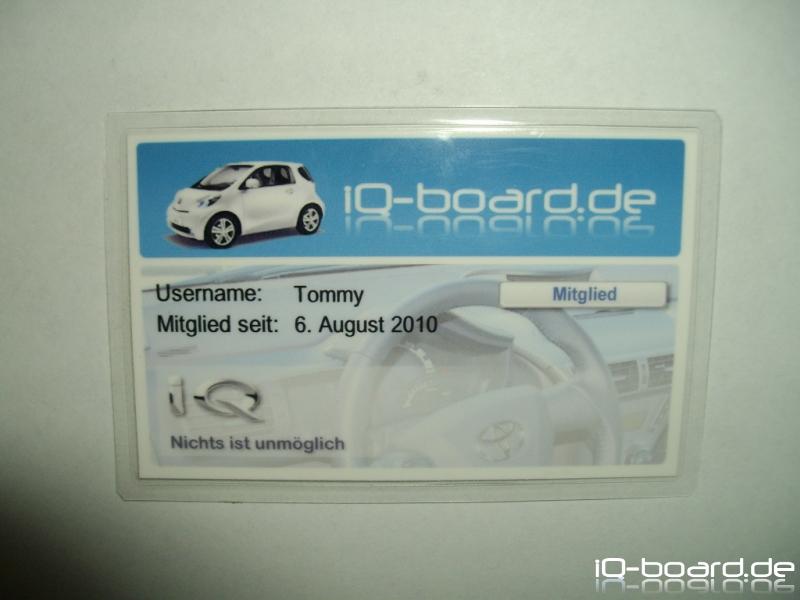 iQ-board.de
Username: Tommy
Mitglied
Mitglied seit: 6. August 2010
iQ
Nichts ist unmöglich
iQ-board.de